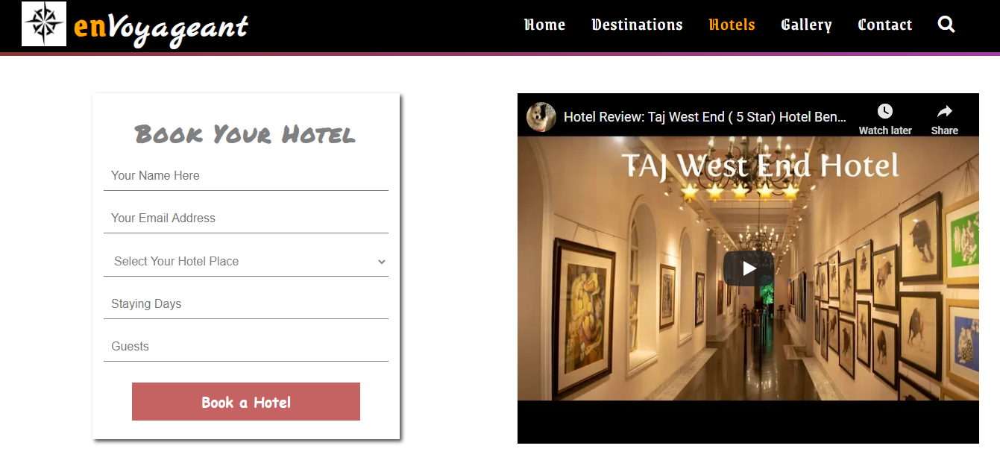 enVoyageant
Home Destinations Hotels Gallery Contact
Book Your Hotel
Your Name Here
Your Email Address
Select Your Hotel Place
Staying Days
Guests
Book a Hotel
Hotel Review: Taj West End ( 5 Star) Hotel Ben...
Watch later
Share
TAJ West End Hotel